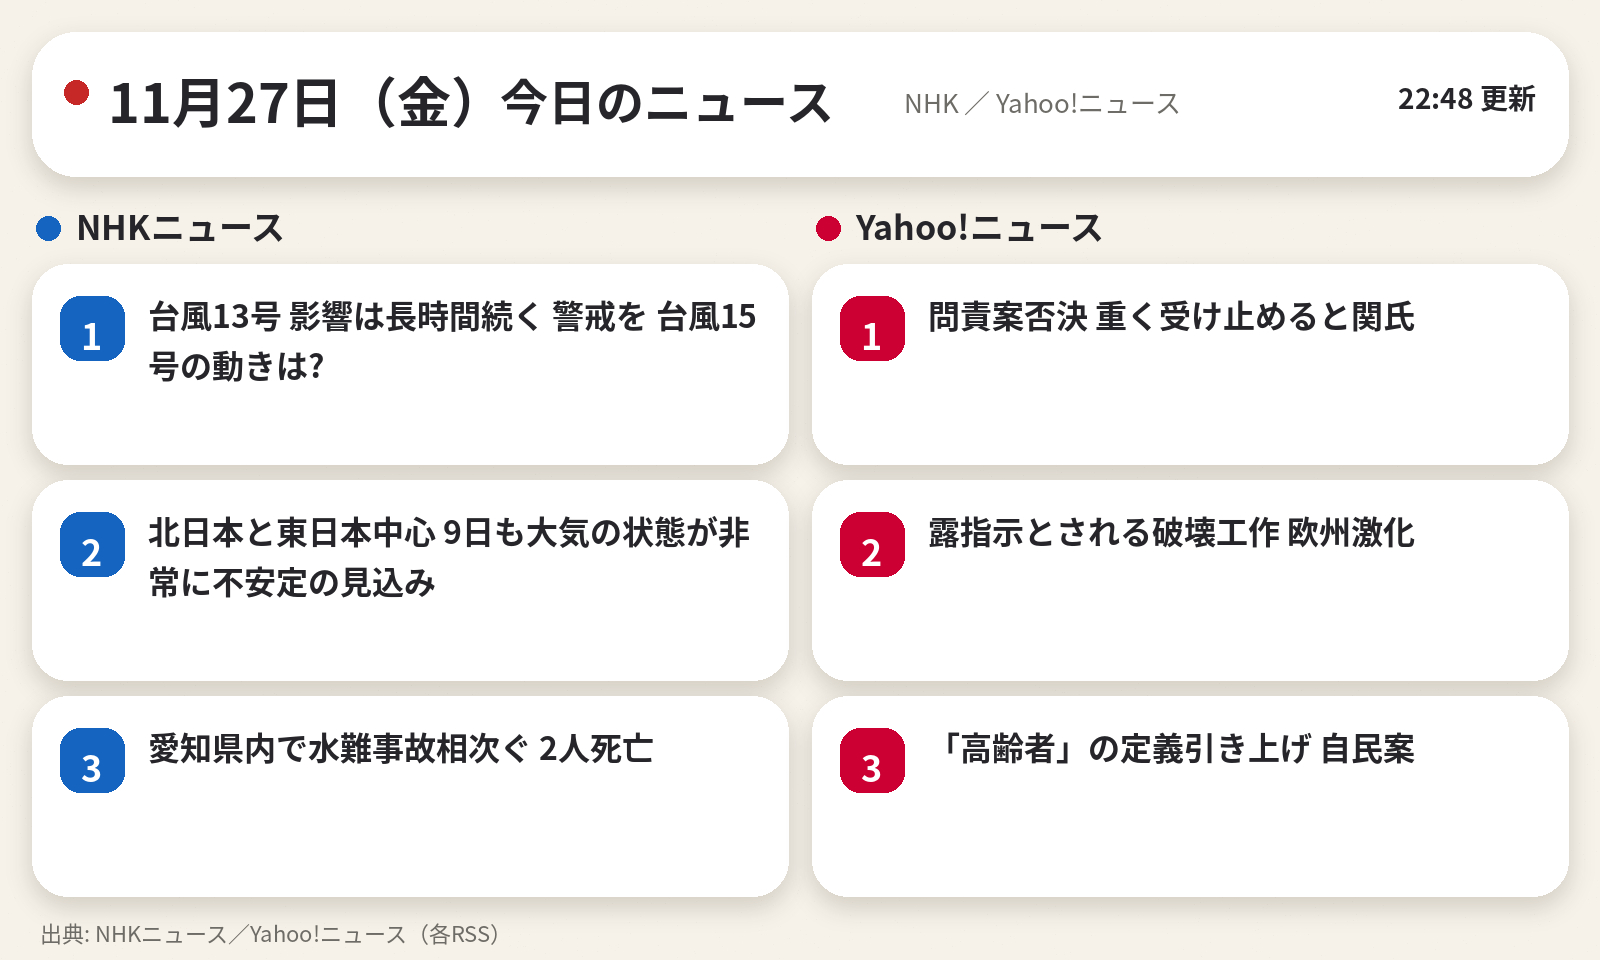 11月27日（金）今日のニュース
NHK ／ Yahoo!ニュース
22:48 更新
NHKニュース
1
台風13号 影響は長時間続く 警戒を 台風15
号の動きは?
2
北日本と東日本中心 9日も大気の状態が非
常に不安定の見込み
3
愛知県内で水難事故相次ぐ 2人死亡
Yahoo!ニュース
1
問責案否決 重く受け止めると関氏
2
露指示とされる破壊工作 欧州激化
3
「高齢者」の定義引き上げ 自民案
出典: NHKニュース／Yahoo!ニュース（各RSS）